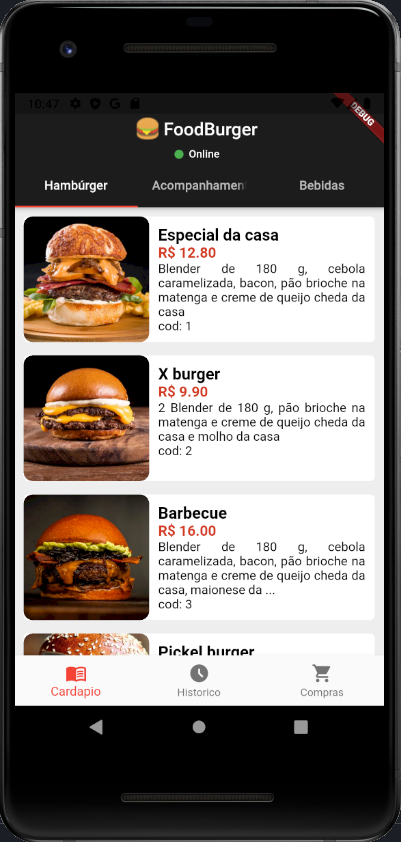 10:47
DEBUG
FoodBurger
Online
Hambúrger Acompanhamen Bebidas
Especial da casa
R$ 12.80
Blender de 180 g, cebola
caramelizada, bacon, pão brioche na
matenga e creme de queijo cheda da
casa
cod: 1
X burger
R$ 9.90
2 Blender de 180 g, pão brioche na
matenga e creme de queijo cheda da
casa e molho da casa
cod: 2
Barbecue
R$ 16.00
Blender de 180 g, cebola
caramelizada, bacon, pão brioche na
matenga e creme de queijo cheda da
casa, maionese da ...
cod: 3
Pickel burger
Cardapio Historico Compras